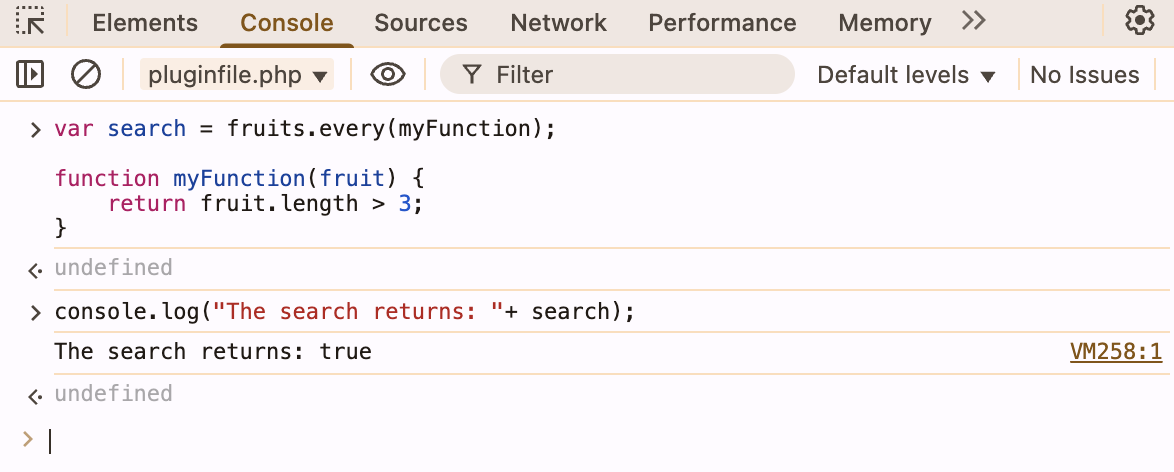 Elements Console Sources Network Performance Memory
pluginfile.php Filter Default levels No Issues
var search = fruits.every(myFunction);
function myFunction(fruit) {
    return fruit.length > 3;
}
undefined
console.log("The search returns: "+ search);
The search returns: true VM258:1
undefined